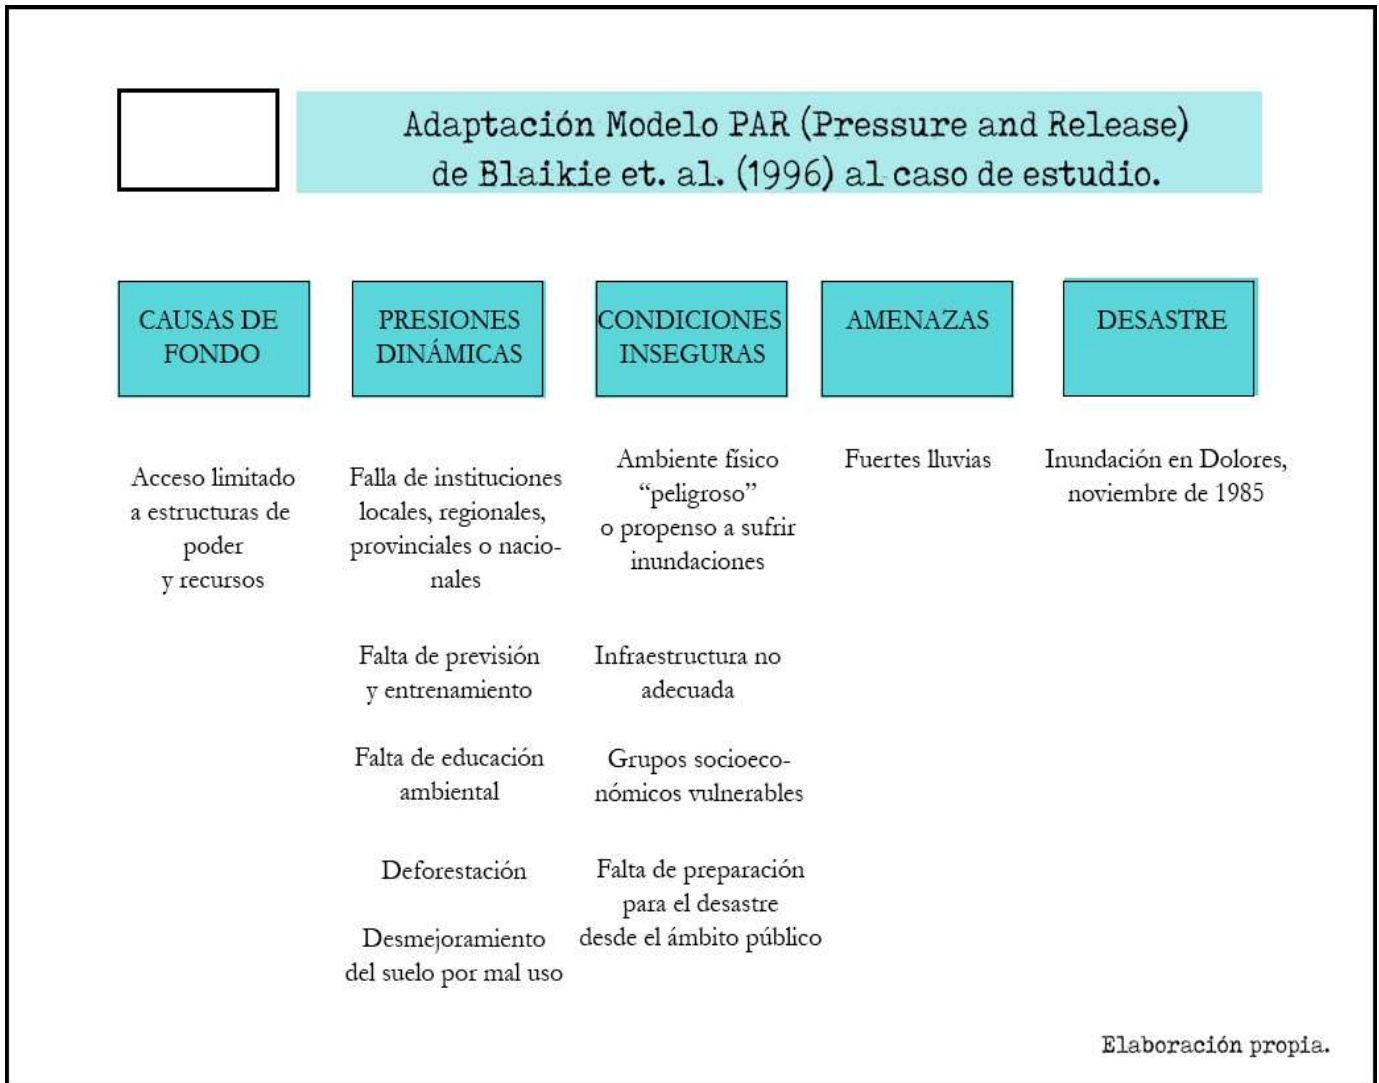 Adaptación Modelo PAR (Pressure and Release)
de Blaikie et. al. (1996) al caso de estudio.
CAUSAS DE
FONDO
PRESIONES
DINÁMICAS
CONDICIONES
INSEGURAS
AMENAZAS
DESASTRE
Acceso limitado
a estructuras de
poder
y recursos
Falla de instituciones
locales, regionales,
provinciales o nacio-
nales
Falta de previsión
y entrenamiento
Falta de educación
ambiental
Deforestación
Desmejoramiento
del suelo por mal uso
Ambiente físico
“peligroso”
o propenso a sufrir
inundaciones
Infraestructura no
adecuada
Grupos socioeco-
nómicos vulnerables
Falta de preparación
para el desastre
desde el ámbito público
Fuertes lluvias
Inundación en Dolores,
noviembre de 1985
Elaboración propia.